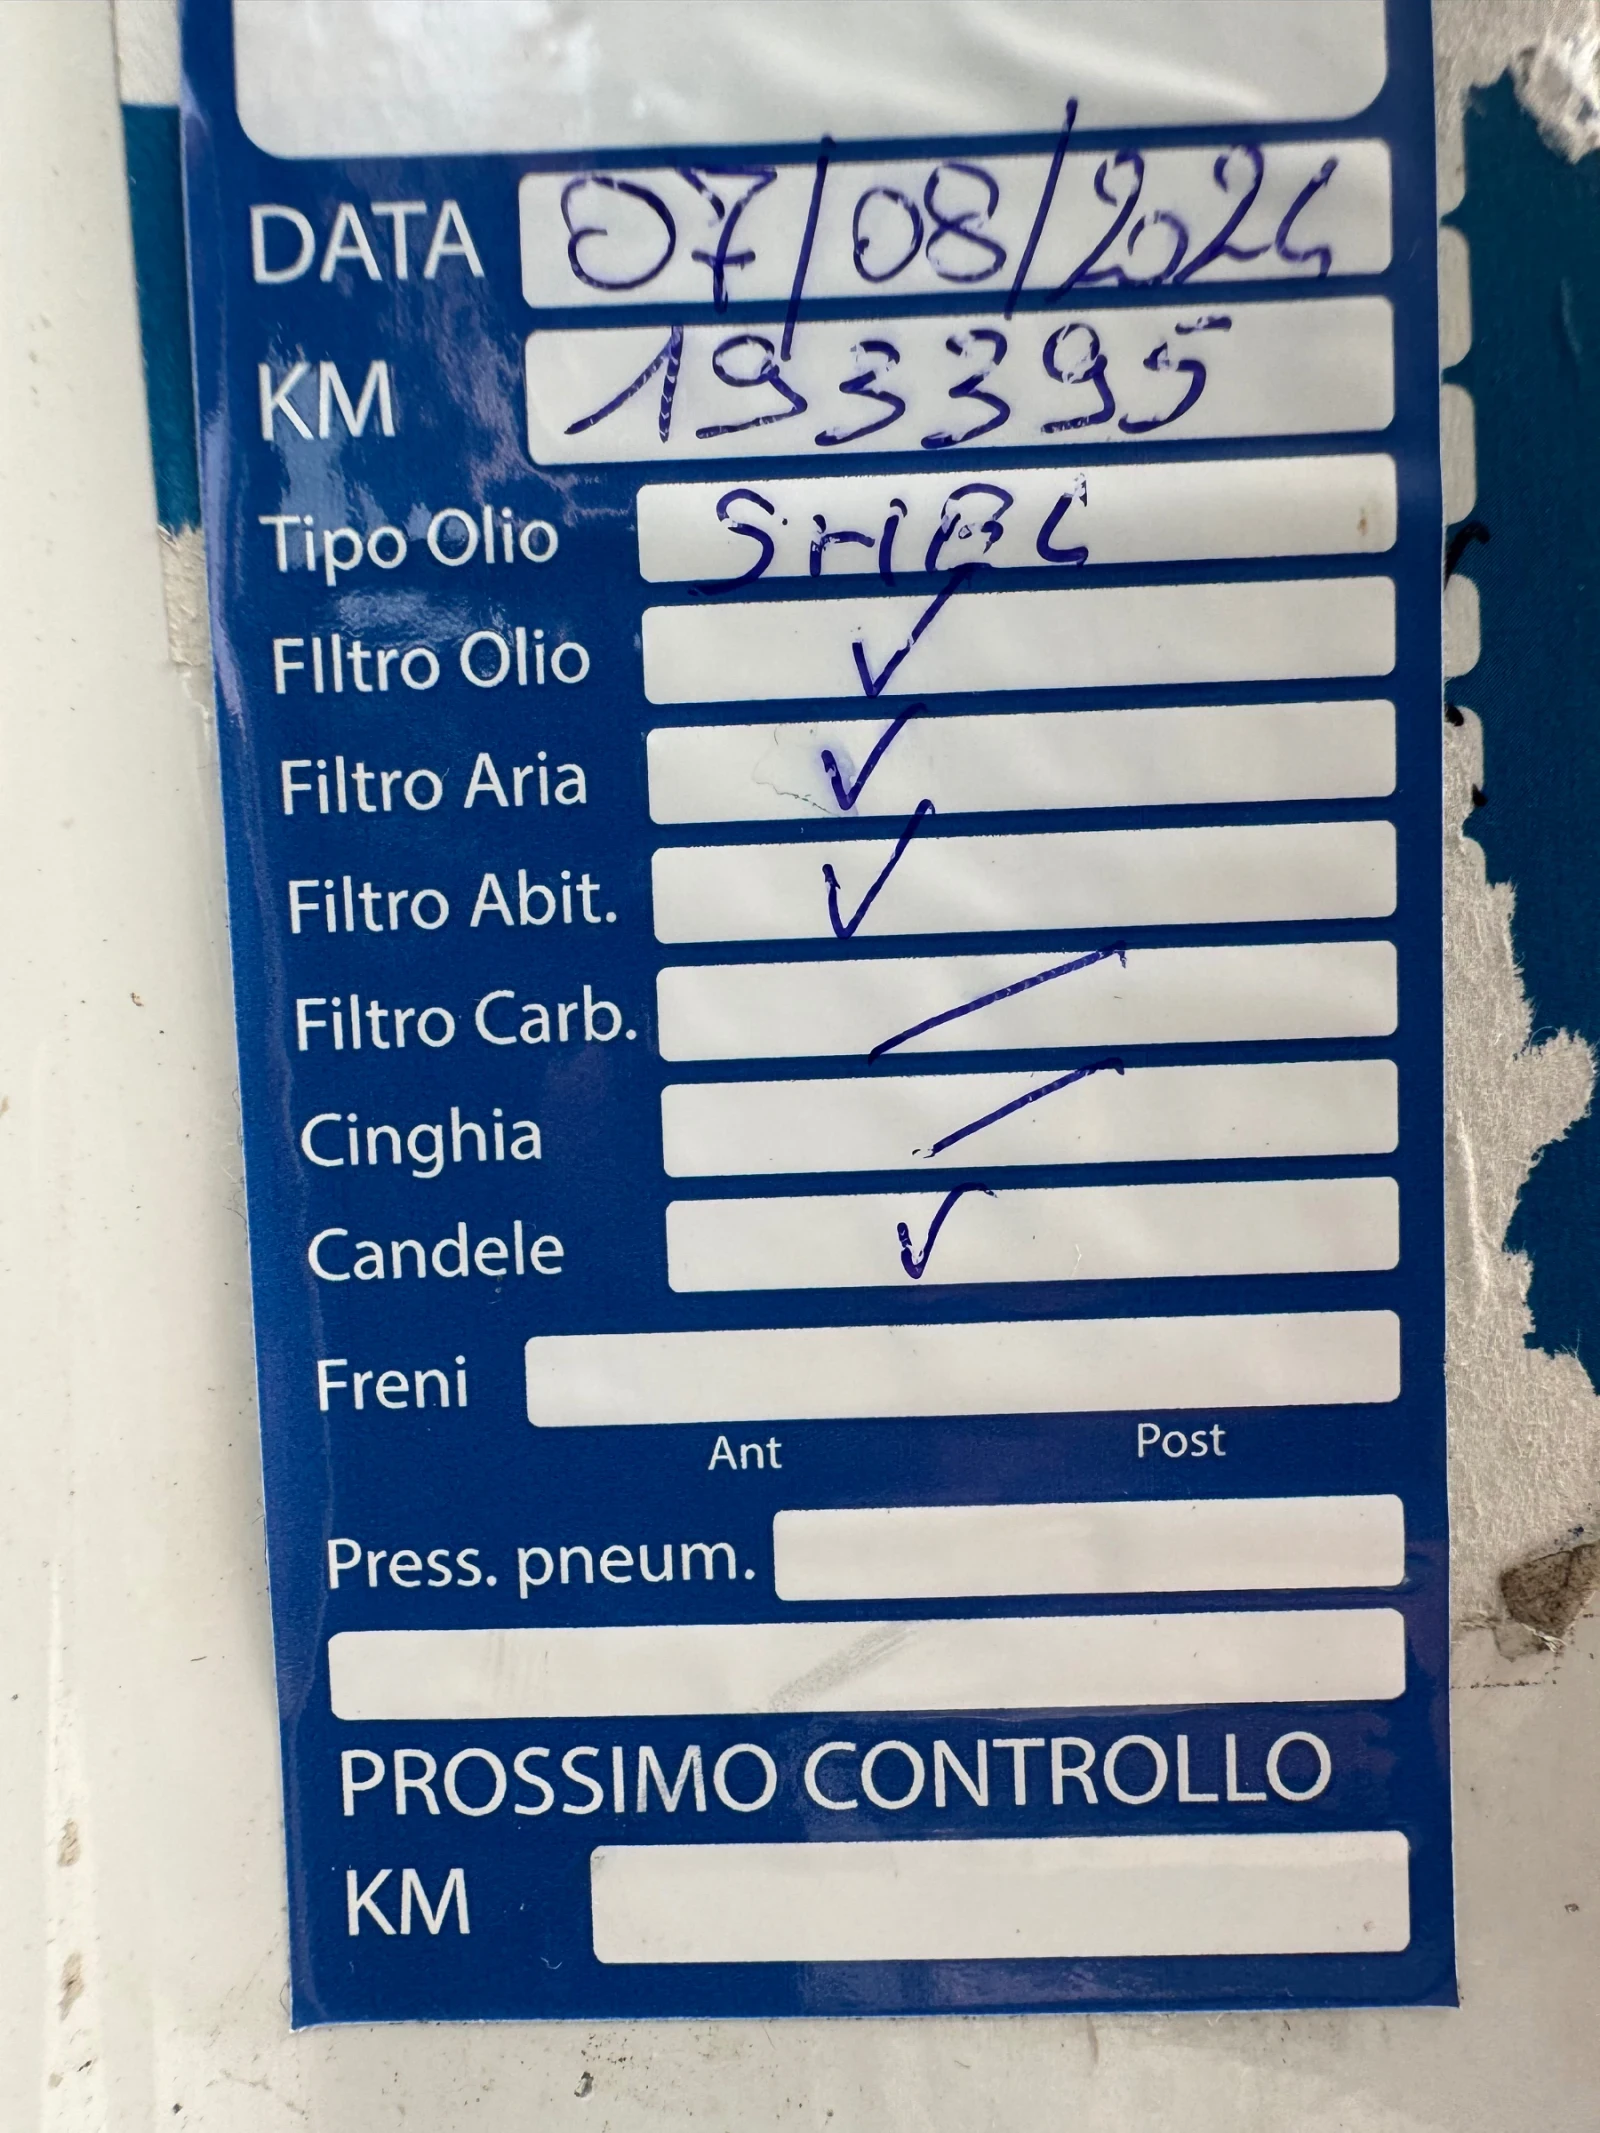 DATA 07/08/2024
KM 193395
Tipo Olio
FIltro Olio ✓
Filtro Aria ✓
Filtro Abit. ✓
Filtro Carb. /
Cinghia /
Candele ✓
Freni
Ant Post
Press. pneum.
PROSSIMO CONTROLLO
KM